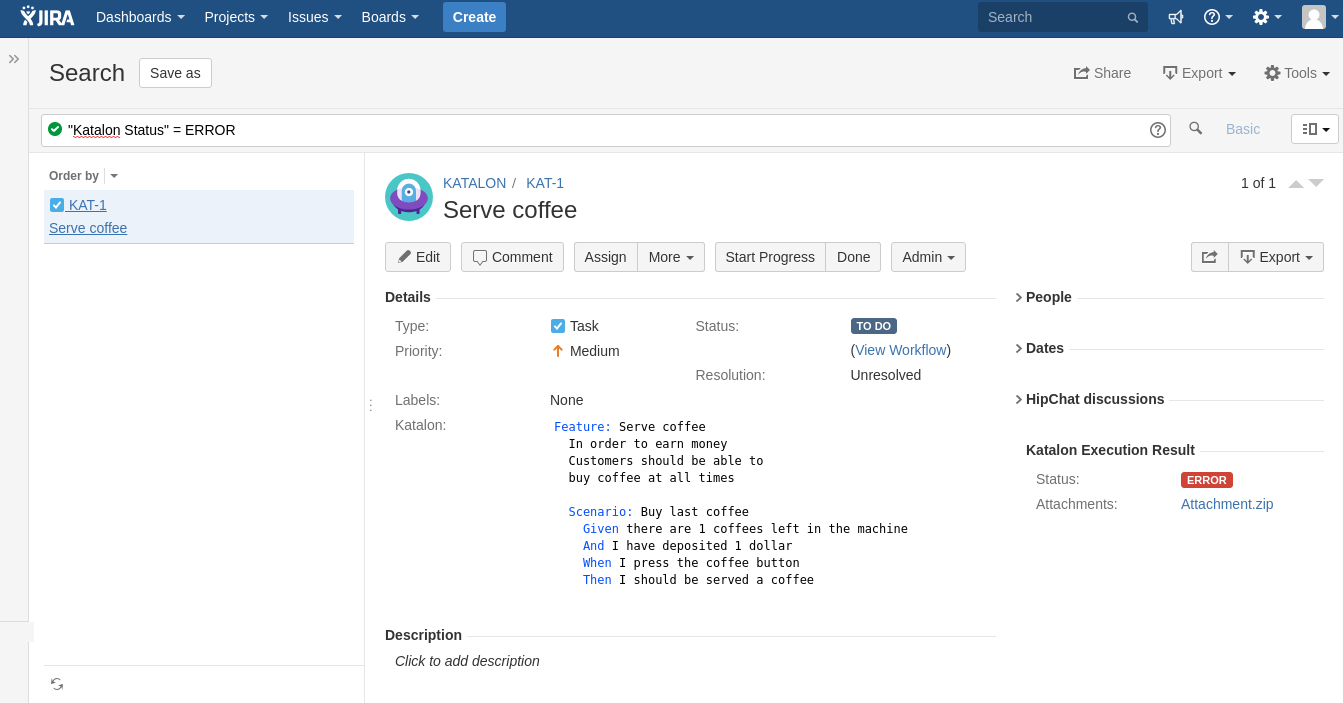 JIRA Dashboards Projects Issues Boards Create Search
Search Save as Share Export Tools
"Katalon Status" = ERROR Basic
Order by
KAT-1
Serve coffee
KATALON / KAT-1 1 of 1
Serve coffee
Edit Comment Assign More Start Progress Done Admin Export
Details
Type: Task Status: TO DO
(View Workflow)
Priority: Medium
Resolution: Unresolved
Labels: None
Katalon:
Feature: Serve coffee
In order to earn money
Customers should be able to
buy coffee at all times
Scenario: Buy last coffee
Given there are 1 coffees left in the machine
And I have deposited 1 dollar
When I press the coffee button
Then I should be served a coffee
Description
Click to add description
People
Dates
HipChat discussions
Katalon Execution Result
Status: ERROR
Attachments: Attachment.zip